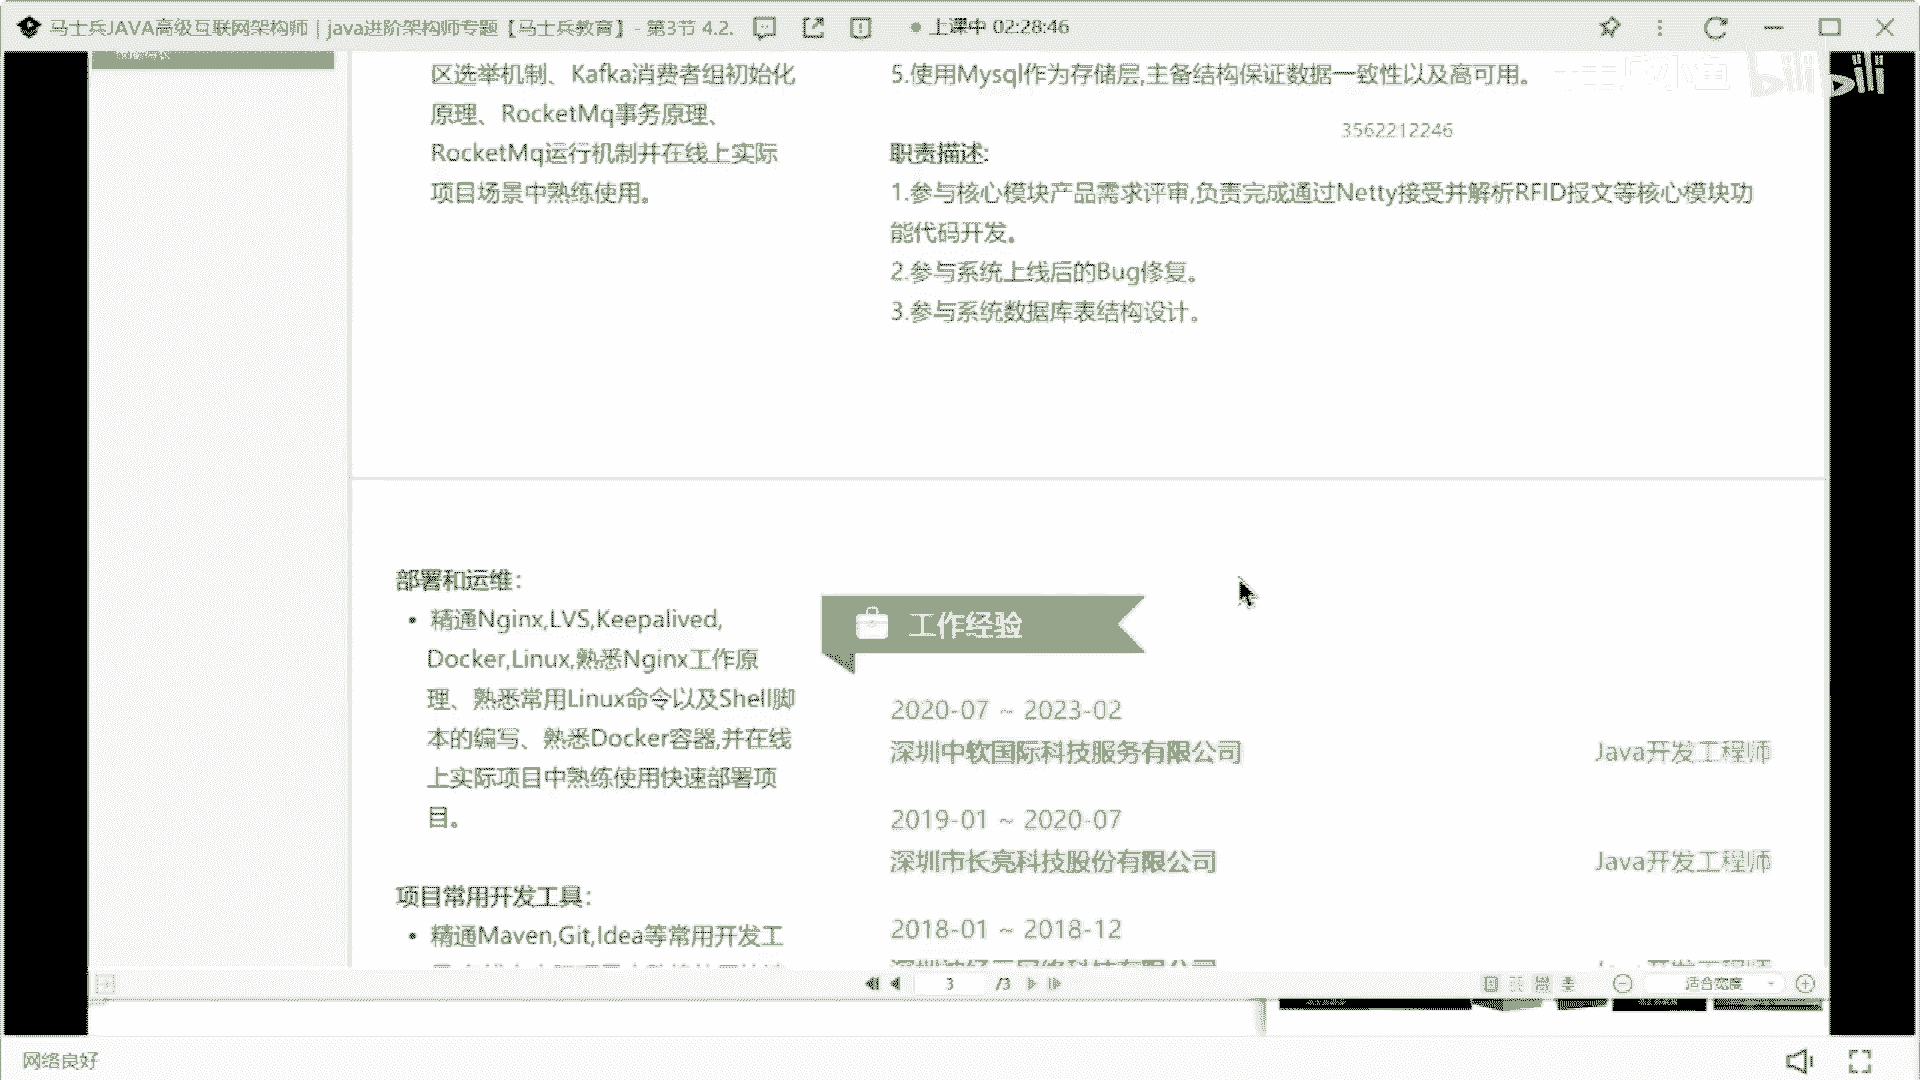 马士兵JAVA高级互联网架构师｜java进阶架构师专题【马士兵教育】 - 第3节 4.2.
上课中 02:28:46
bilibili
区选举机制、Kafka消费者组初始化
原理、RocketMq事务原理、
RocketMq运行机制并在线上实际
项目场景中熟练使用。
5.使用Mysql作为存储层,主备结构保证数据一致性以及高可用。
3562212246
职责描述:
1.参与核心模块产品需求评审,负责完成通过Netty接受并解析RFID报文等核心模块功
能代码开发。
2.参与系统上线后的Bug修复。
3.参与系统数据库表结构设计。
部署和运维:
• 精通Nginx,LVS,Keepalived,
Docker,Linux,熟悉Nginx工作原
理、熟悉常用Linux命令以及Shell脚
本的编写、熟悉Docker容器,并在线
上实际项目中熟练使用快速部署项
目。
项目常用开发工具:
• 精通Maven,Git,Idea等常用开发工
工作经验
2020-07 ~ 2023-02
深圳中软国际科技服务有限公司 Java开发工程师
2019-01 ~ 2020-07
深圳市长亮科技股份有限公司 Java开发工程师
2018-01 ~ 2018-12
3 /3
适合宽度
网络良好